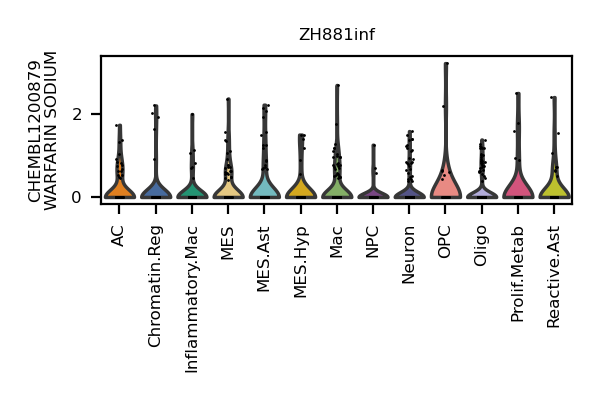 ZH881inf
CHEMBL1200879
WARFARIN SODIUM
2
0
AC
Chromatin.Reg
Inflammatory.Mac
MES
MES.Ast
MES.Hyp
Mac
NPC
Neuron
OPC
Oligo
Prolif.Metab
Reactive.Ast